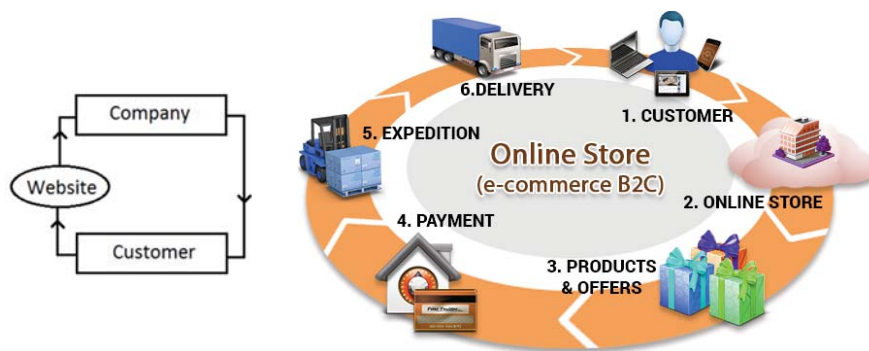 Company
Website
Customer
6.DELIVERY
1. CUSTOMER
5. EXPEDITION
Online Store
(e-commerce B2C)
2. ONLINE STORE
4. PAYMENT
3. PRODUCTS
& OFFERS